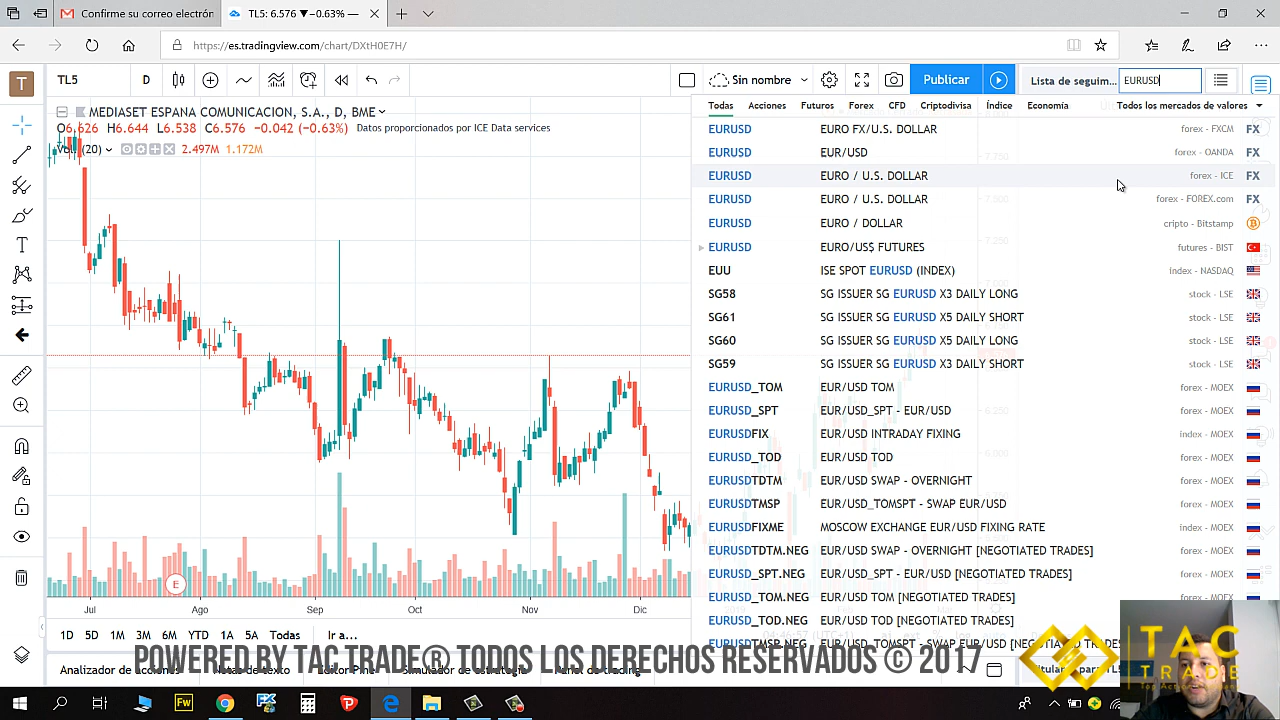 Confirme su correo electrón
TL5: 6.576 ▼−0.63% —
https://es.tradingview.com/chart/DXtH0E7H/
T
TL5
D
Sin nombre
Publicar
Lista de seguim...
EURUSD
Todas Acciones Futuros Forex CFD Criptodivisa Índice Economía Todos los mercados de valores
MEDIASET ESPANA COMUNICACION, S.A., D, BME
O6.626 H6.644 L6.538 C6.576 −0.042 (−0.63%) Datos proporcionados por ICE Data services
Vol. (20) 2.497M 1.172M
EURUSD EURO FX/U.S. DOLLAR forex - FXCM FX
EURUSD EUR/USD forex - OANDA FX
EURUSD EURO / U.S. DOLLAR forex - ICE FX
EURUSD EURO / U.S. DOLLAR forex - FOREX.com FX
EURUSD EURO / DOLLAR cripto - Bitstamp
EURUSD EURO/US$ FUTURES futures - BIST
EUU ISE SPOT EURUSD (INDEX) index - NASDAQ
SG58 SG ISSUER SG EURUSD X3 DAILY LONG stock - LSE
SG61 SG ISSUER SG EURUSD X5 DAILY SHORT stock - LSE
SG60 SG ISSUER SG EURUSD X5 DAILY LONG stock - LSE
SG59 SG ISSUER SG EURUSD X3 DAILY SHORT stock - LSE
EURUSD_TOM EUR/USD TOM forex - MOEX
EURUSD_SPT EUR/USD_SPT - EUR/USD forex - MOEX
EURUSDFIX EUR/USD INTRADAY FIXING index - MOEX
EURUSD_TOD EUR/USD TOD forex - MOEX
EURUSDTDTM EUR/USD SWAP - OVERNIGHT forex - MOEX
EURUSDTMSP EUR/USD_TOMSPT - SWAP EUR/USD forex - MOEX
EURUSDFIXME MOSCOW EXCHANGE EUR/USD FIXING RATE index - MOEX
EURUSDTDTM.NEG EUR/USD SWAP - OVERNIGHT [NEGOTIATED TRADES] forex - MOEX
EURUSD_SPT.NEG EUR/USD_SPT - EUR/USD [NEGOTIATED TRADES] forex - MOEX
EURUSD_TOM.NEG EUR/USD TOM [NEGOTIATED TRADES] forex - MOEX
EURUSD_TOD.NEG EUR/USD TOD [NEGOTIATED TRADES]
EURUSDTMSP.NEG EUR/USD_TOMSPT - SWAP EUR/USD [NEGOTIATED TRADES]
E
Jul Ago Sep Oct Nov Dic
1D 5D 1M 3M 6M YTD 1A 5A Todas Ir a...
POWERED BY TAC TRADE® TODOS LOS DERECHOS RESERVADOS © 2017
TAC
TRADE